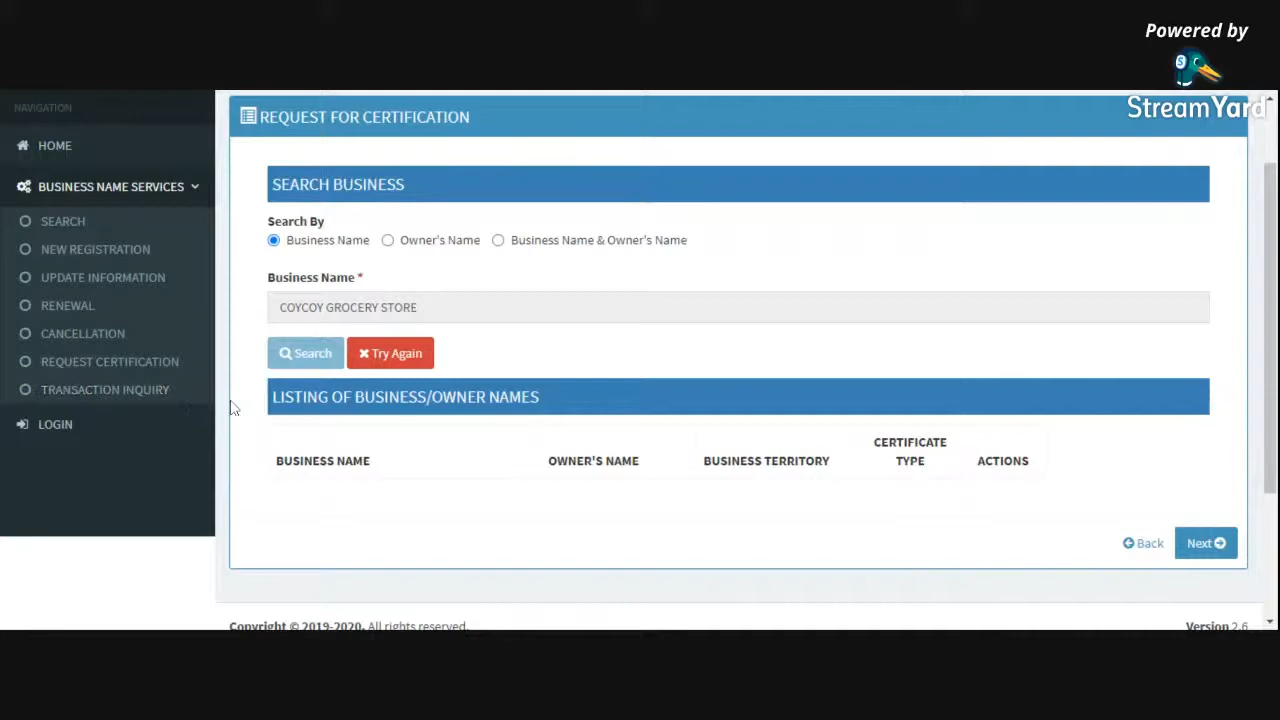 Powered by
StreamYard
NAVIGATION
HOME
BUSINESS NAME SERVICES
SEARCH
NEW REGISTRATION
UPDATE INFORMATION
RENEWAL
CANCELLATION
REQUEST CERTIFICATION
TRANSACTION INQUIRY
LOGIN
REQUEST FOR CERTIFICATION
SEARCH BUSINESS
Search By
Business Name Owner's Name Business Name & Owner's Name
Business Name *
COYCOY GROCERY STORE
Search Try Again
LISTING OF BUSINESS/OWNER NAMES
BUSINESS NAME OWNER'S NAME BUSINESS TERRITORY CERTIFICATE TYPE ACTIONS
Back Next
Copyright © 2019-2020. All rights reserved. Version 2.6